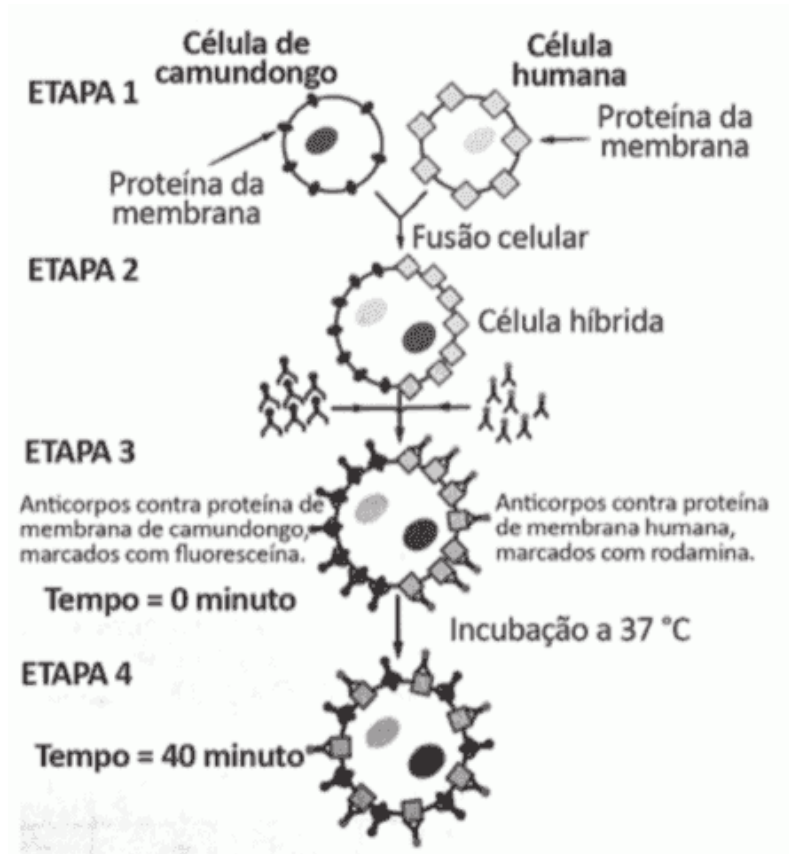 Célula de
camundongo
Célula
humana
ETAPA 1
Proteína da
membrana
Proteína da
membrana
Fusão celular
ETAPA 2
Célula híbrida
ETAPA 3
Anticorpos contra proteína de
membrana de camundongo,
marcados com fluoresceína.
Anticorpos contra proteína
de membrana humana,
marcados com rodamina.
Tempo = 0 minuto
Incubação a 37 °C
ETAPA 4
Tempo = 40 minuto